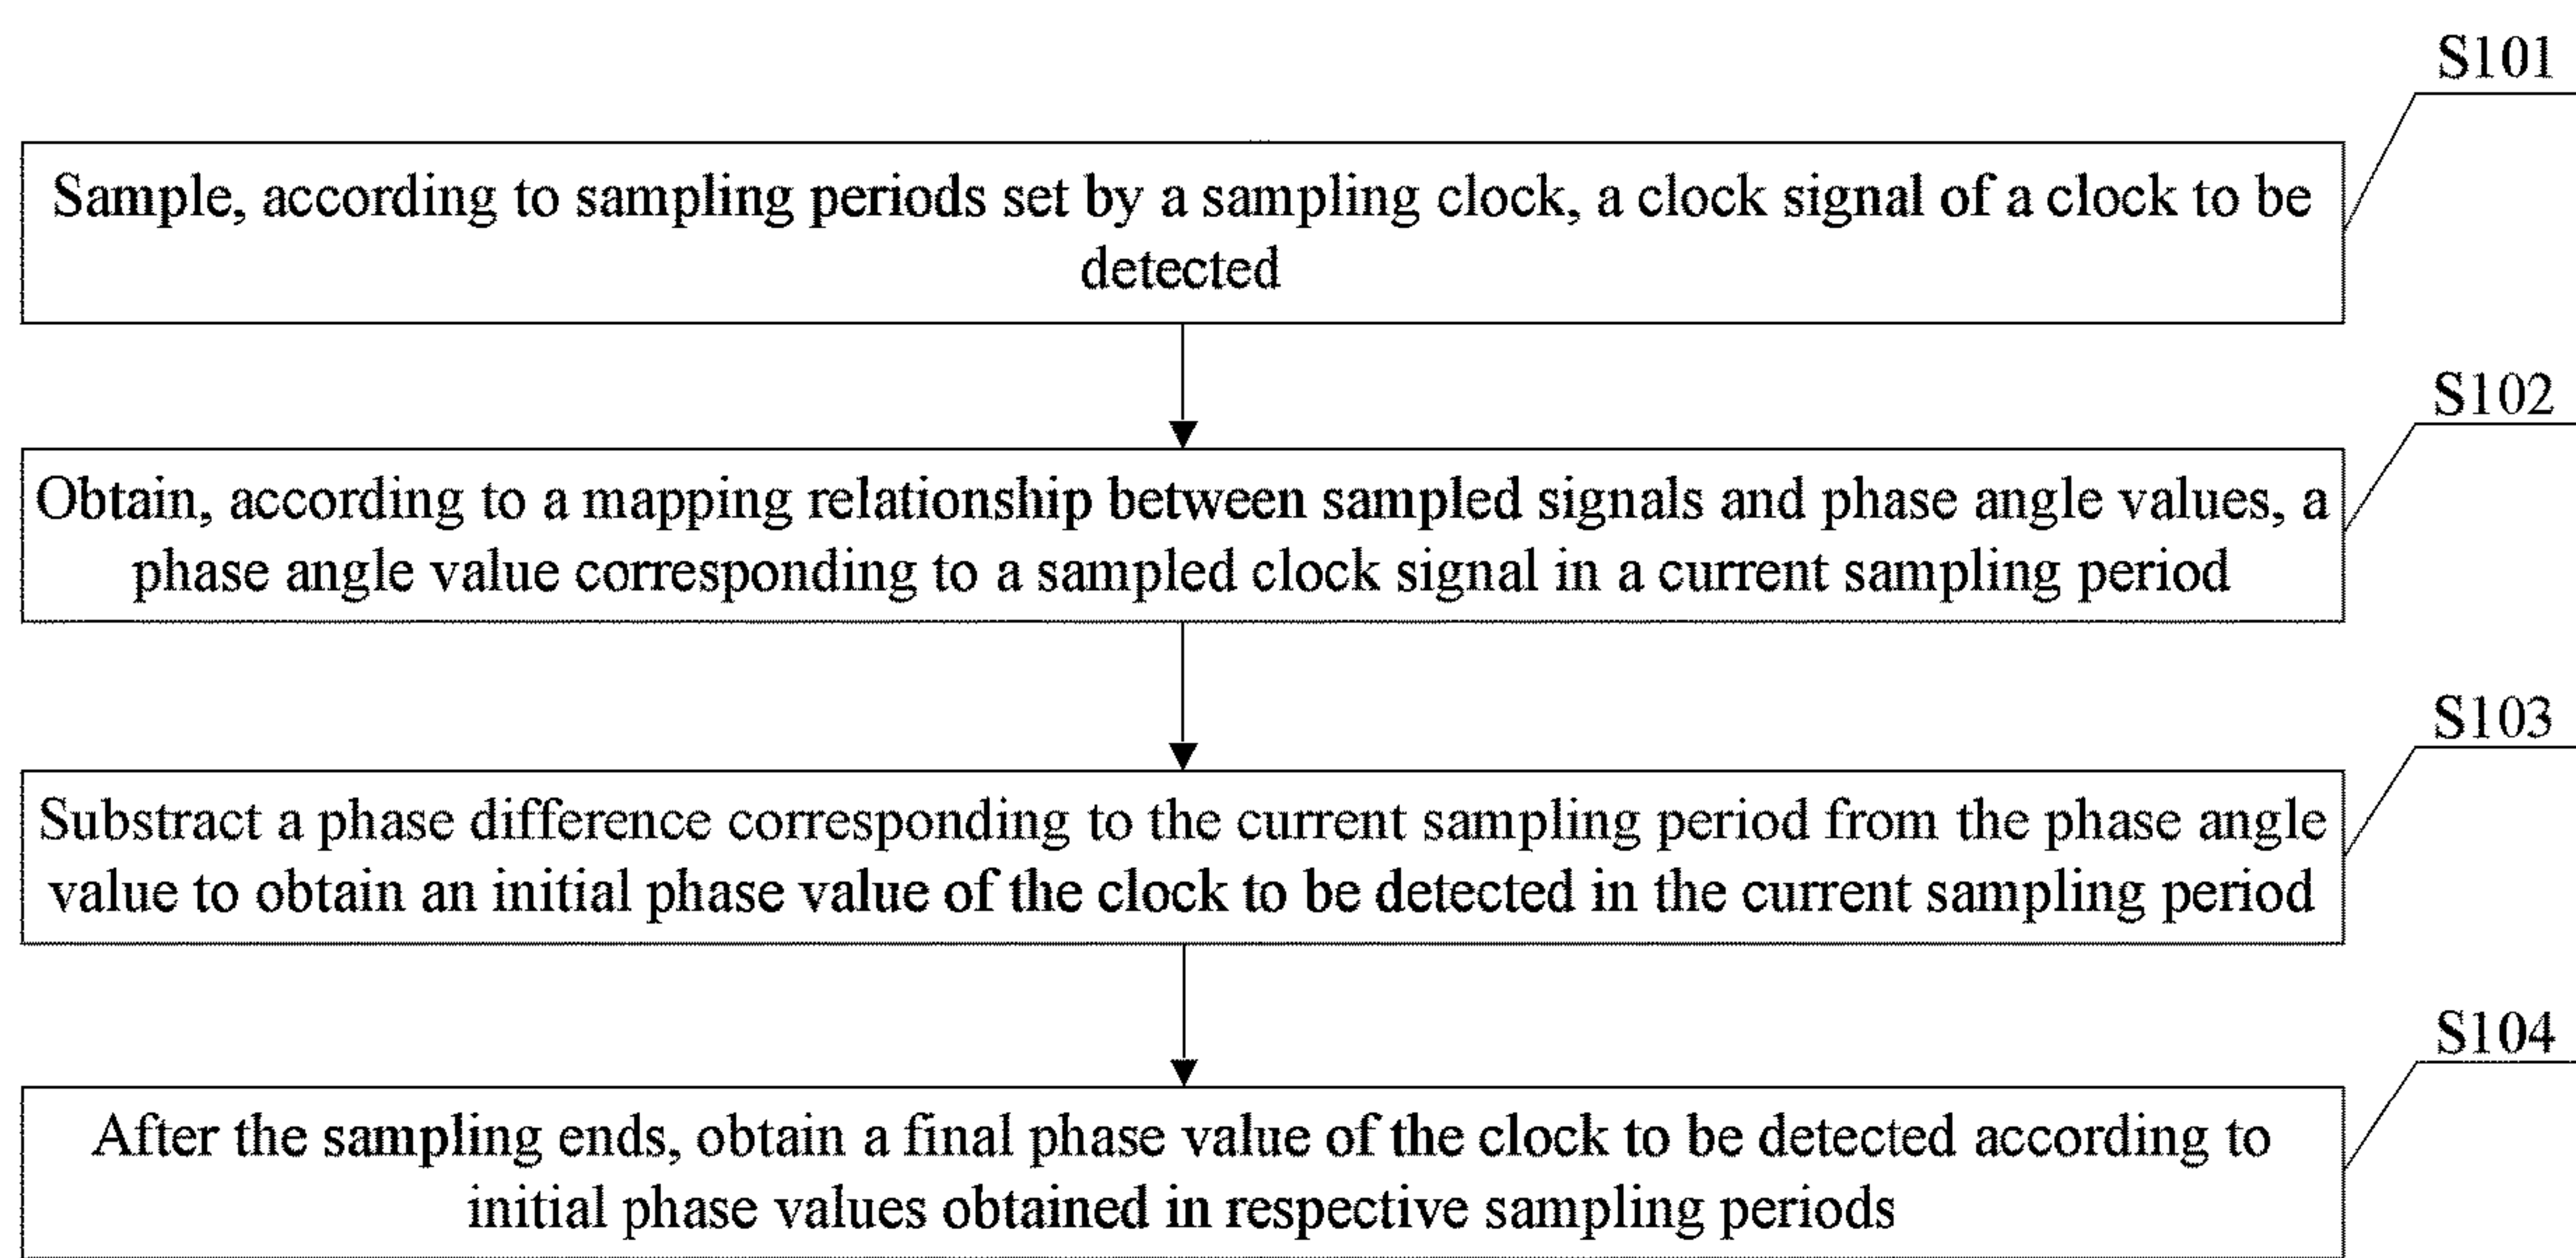 S101
Sample, according to sampling periods set by a sampling clock, a clock signal of a clock to be
detected
S102
Obtain, according to a mapping relationship between sampled signals and phase angle values, a
phase angle value corresponding to a sampled clock signal in a current sampling period
S103
Substract a phase difference corresponding to the current sampling period from the phase angle
value to obtain an initial phase value of the clock to be detected in the current sampling period
S104
After the sampling ends, obtain a final phase value of the clock to be detected according to
initial phase values obtained in respective sampling periods